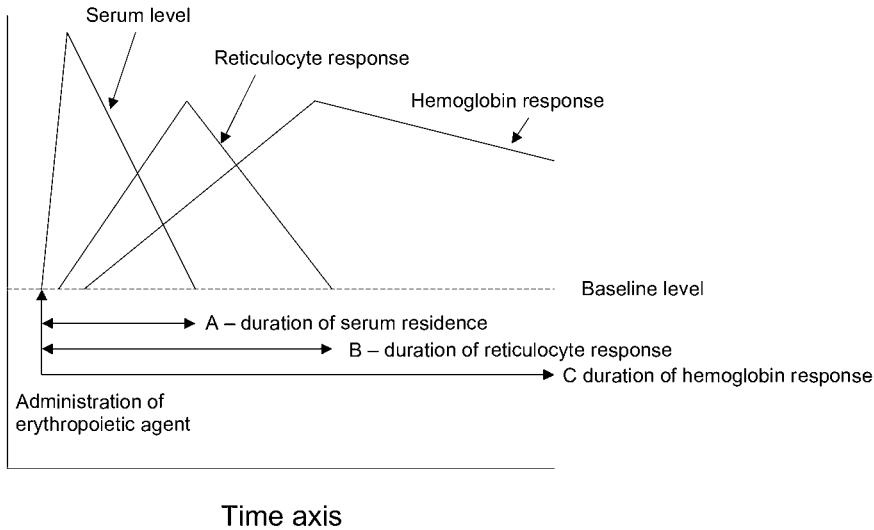 Serum level
Reticulocyte response
Hemoglobin response
Baseline level
A – duration of serum residence
B – duration of reticulocyte response
C duration of hemoglobin response
Administration of
erythropoietic agent
Time axis